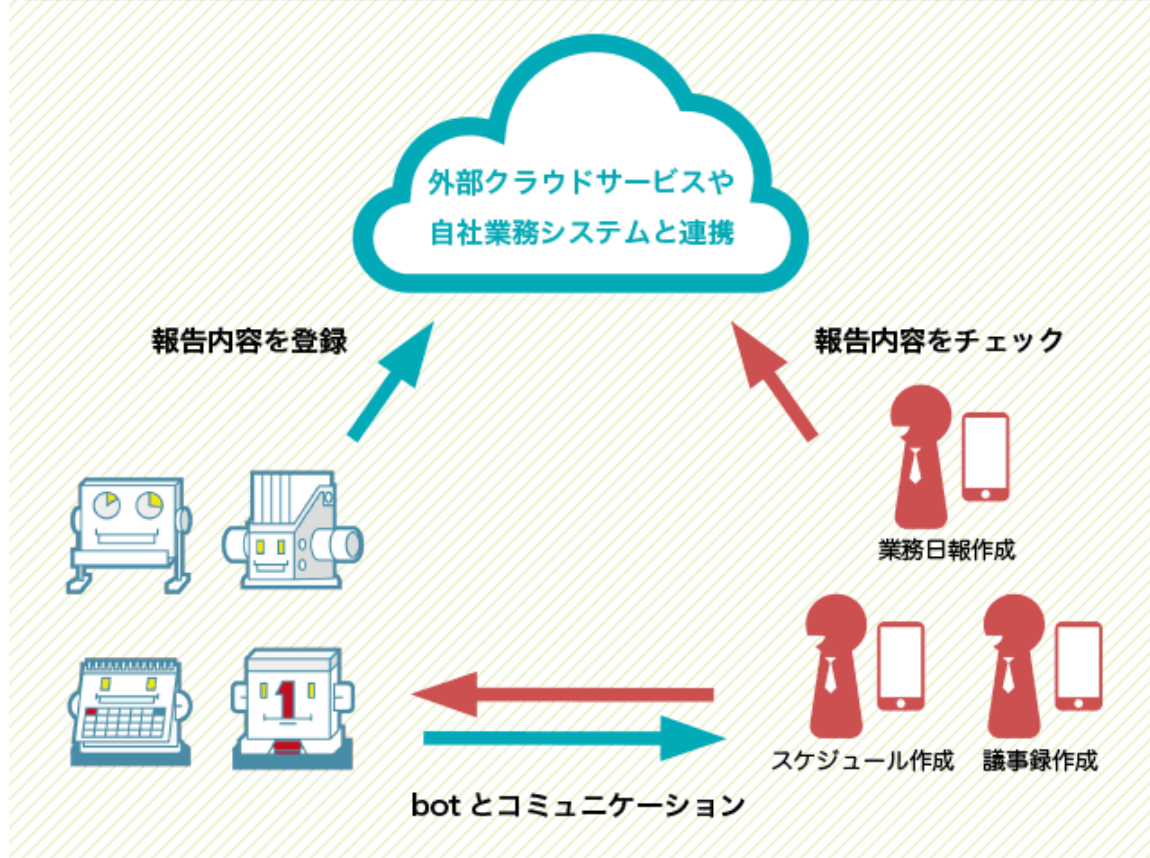 外部クラウドサービスや
自社業務システムと連携
報告内容を登録
報告内容をチェック
業務日報作成
1
スケジュール作成
議事録作成
bot とコミュニケーション